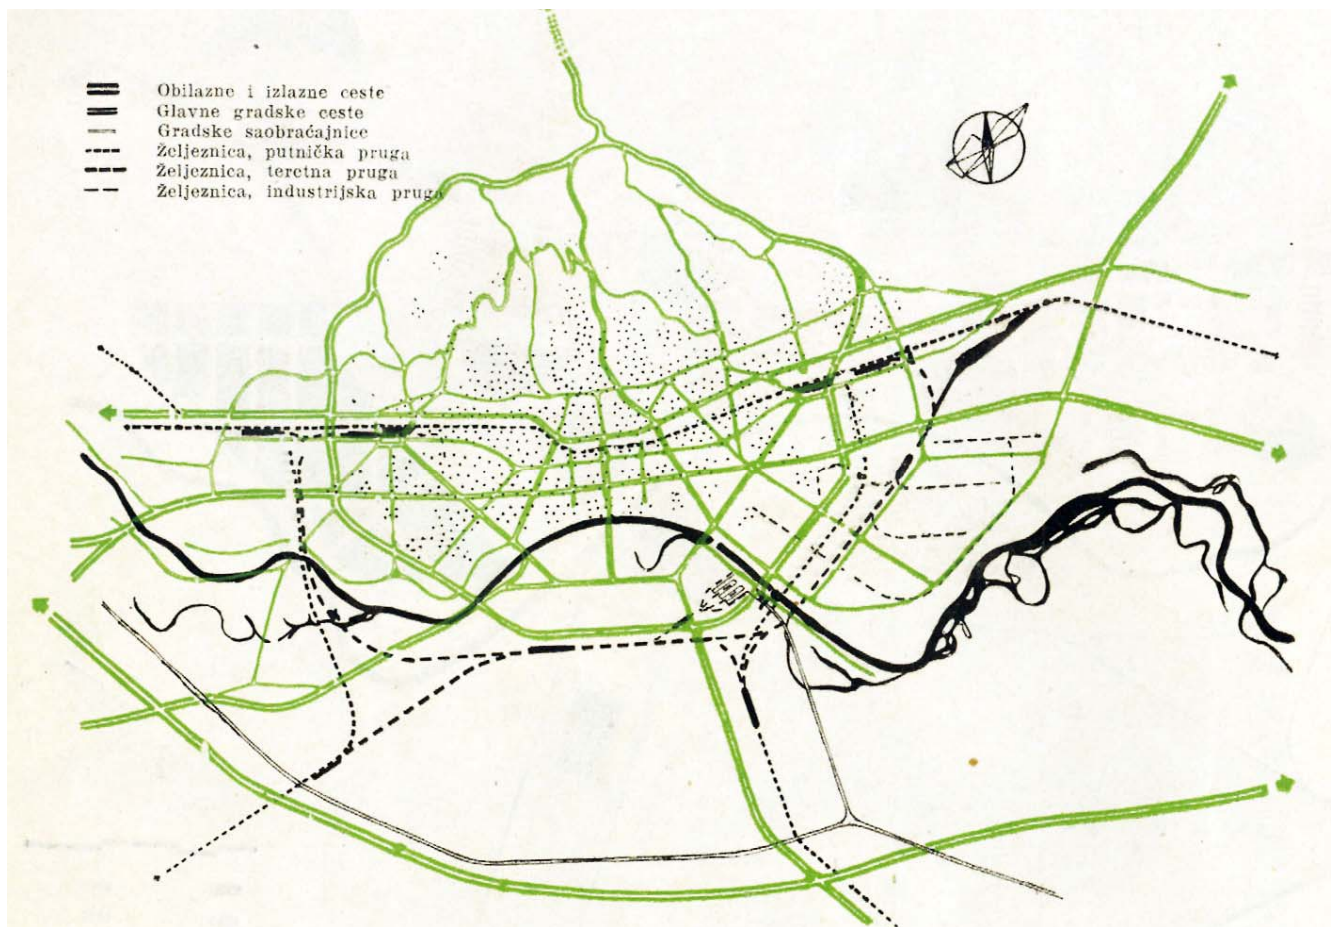 Obilazne i izlazne ceste
Glavne gradske ceste
Gradske saobraćajnice
Željeznica, putnička pruga
Željeznica, teretna pruga
Željeznica, industrijska pruga